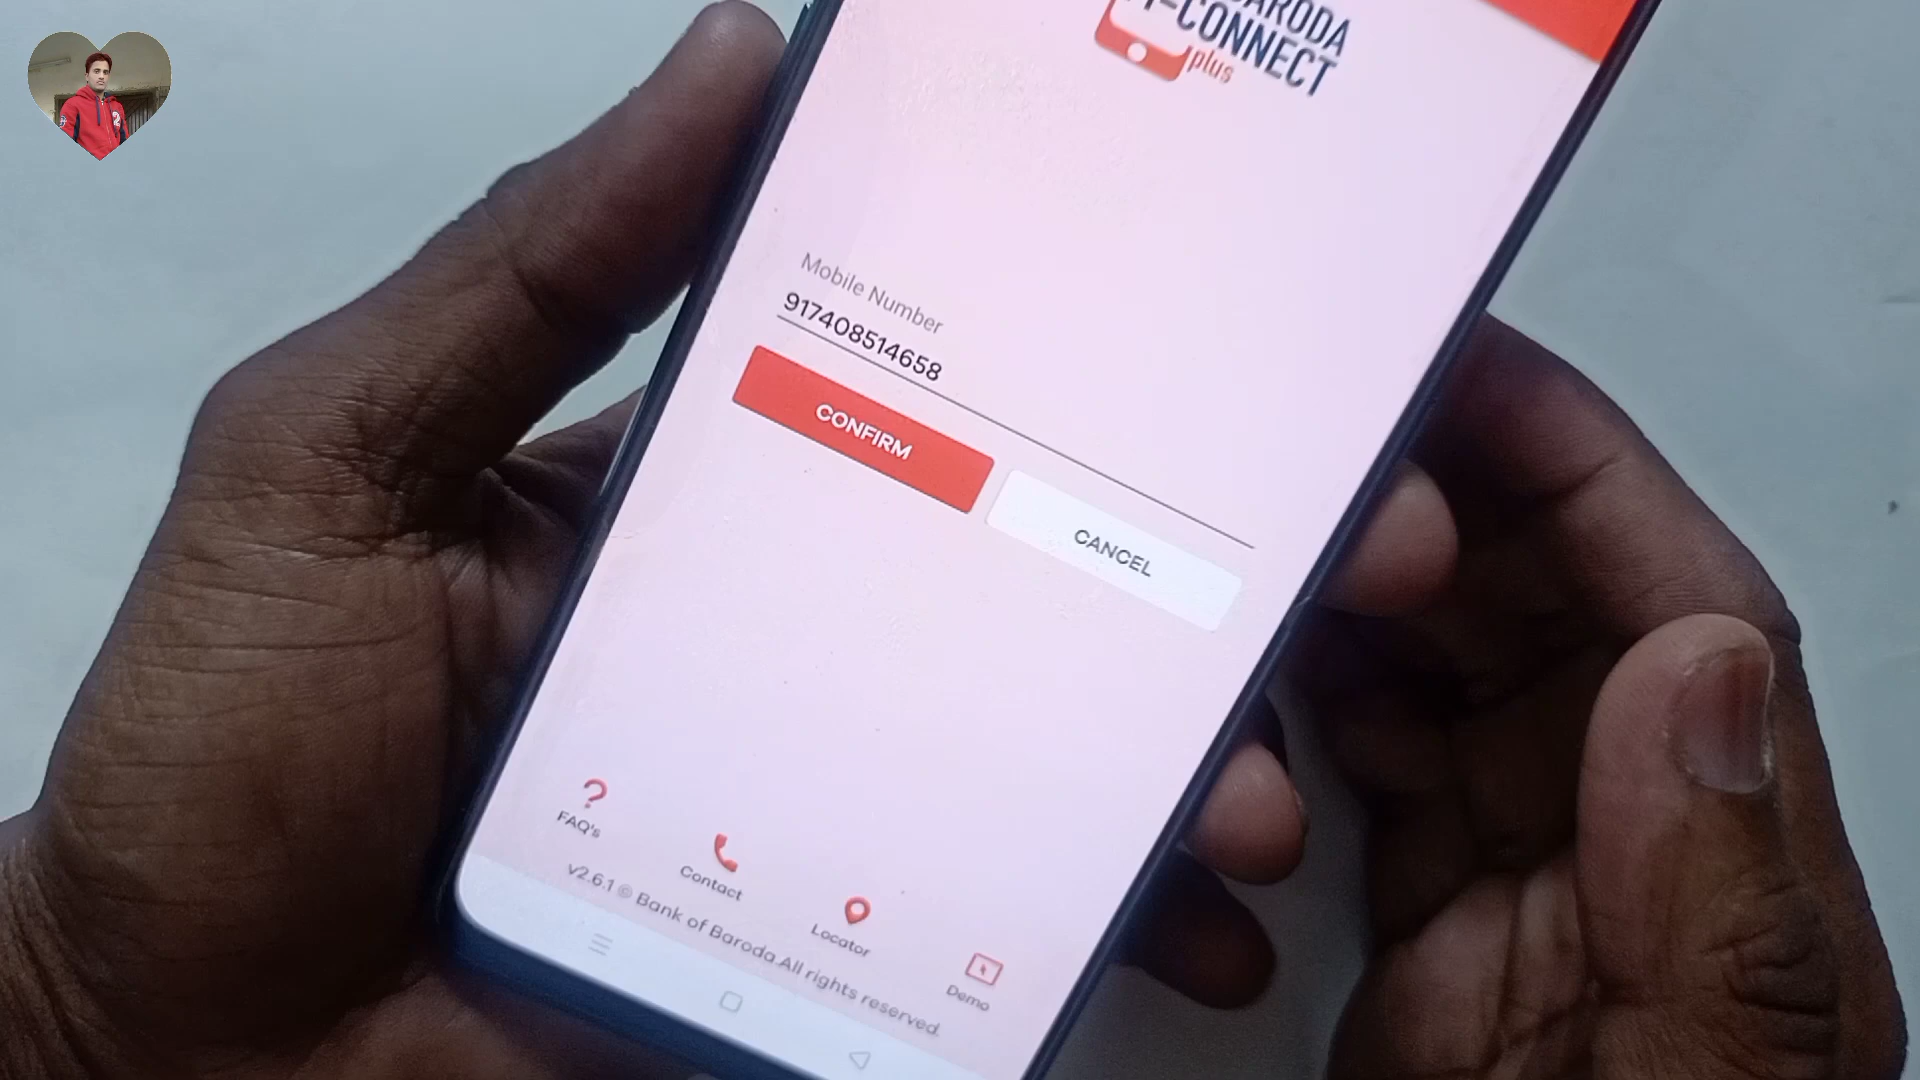 BARODA
M-CONNECT
plus
Mobile Number
917408514658
CONFIRM
CANCEL
FAQ's
Contact
Locator
Demo
v2.6.1 © Bank of Baroda.All rights reserved.